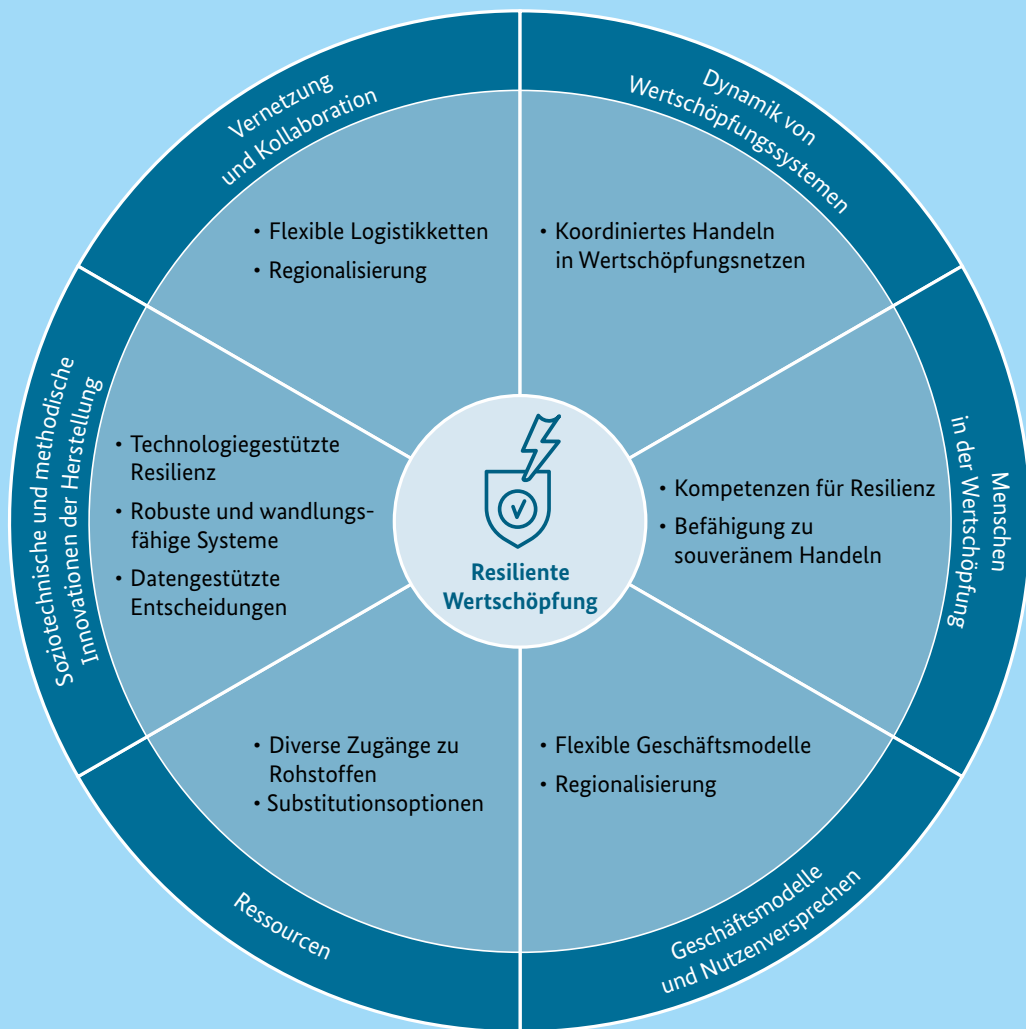 Vernetzung
und Kollaboration
• Flexible Logistikketten
• Regionalisierung
Dynamik von
Wertschöpfungssystemen
• Koordiniertes Handeln
in Wertschöpfungsnetzen
Menschen
in der Wertschöpfung
• Kompetenzen für Resilienz
• Befähigung zu
souveränem Handeln
Geschäftsmodelle
und Nutzenversprechen
• Flexible Geschäftsmodelle
• Regionalisierung
Ressourcen
• Diverse Zugänge zu
Rohstoffen
• Substitutionsoptionen
Soziotechnische und methodische
Innovationen der Herstellung
• Technologiegestützte
Resilienz
• Robuste und wandlungs-
fähige Systeme
• Datengestützte
Entscheidungen
Resiliente
Wertschöpfung